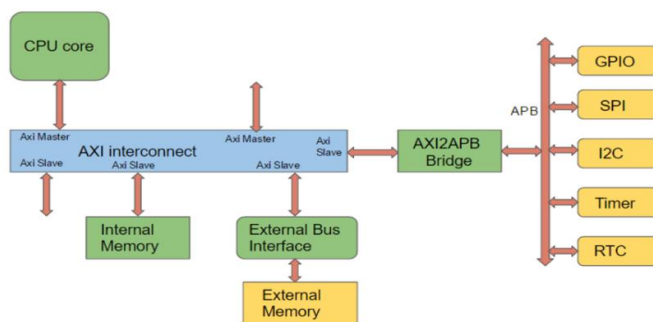 CPU core
GPIO
APB
SPI
Axi Master
AXI interconnect
Axi Master
Axi
Slave
Axi Slave
Axi Slave
Axi Slave
AXI2APB
Bridge
I2C
Internal
Memory
External Bus
Interface
Timer
RTC
External
Memory